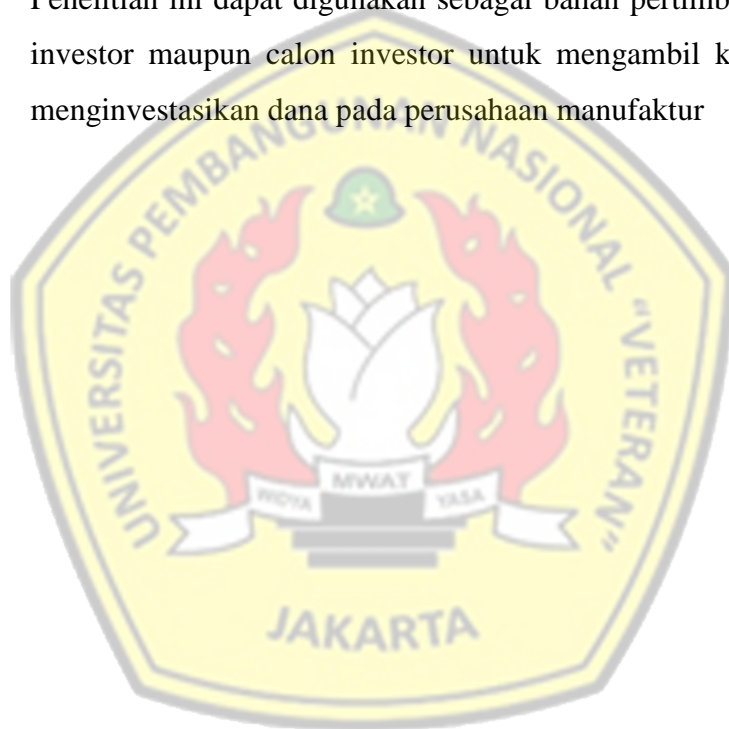 Penelitian ini dapat digunakan sebagai bahan
investor maupun calon investor untuk mengambil
menginvestasikan dana pada perusahaan manufaktur
UNIVERSITAS PEMBANGUNAN NASIONAL "VETERAN"
WIDYA MWAT YASA
JAKARTA